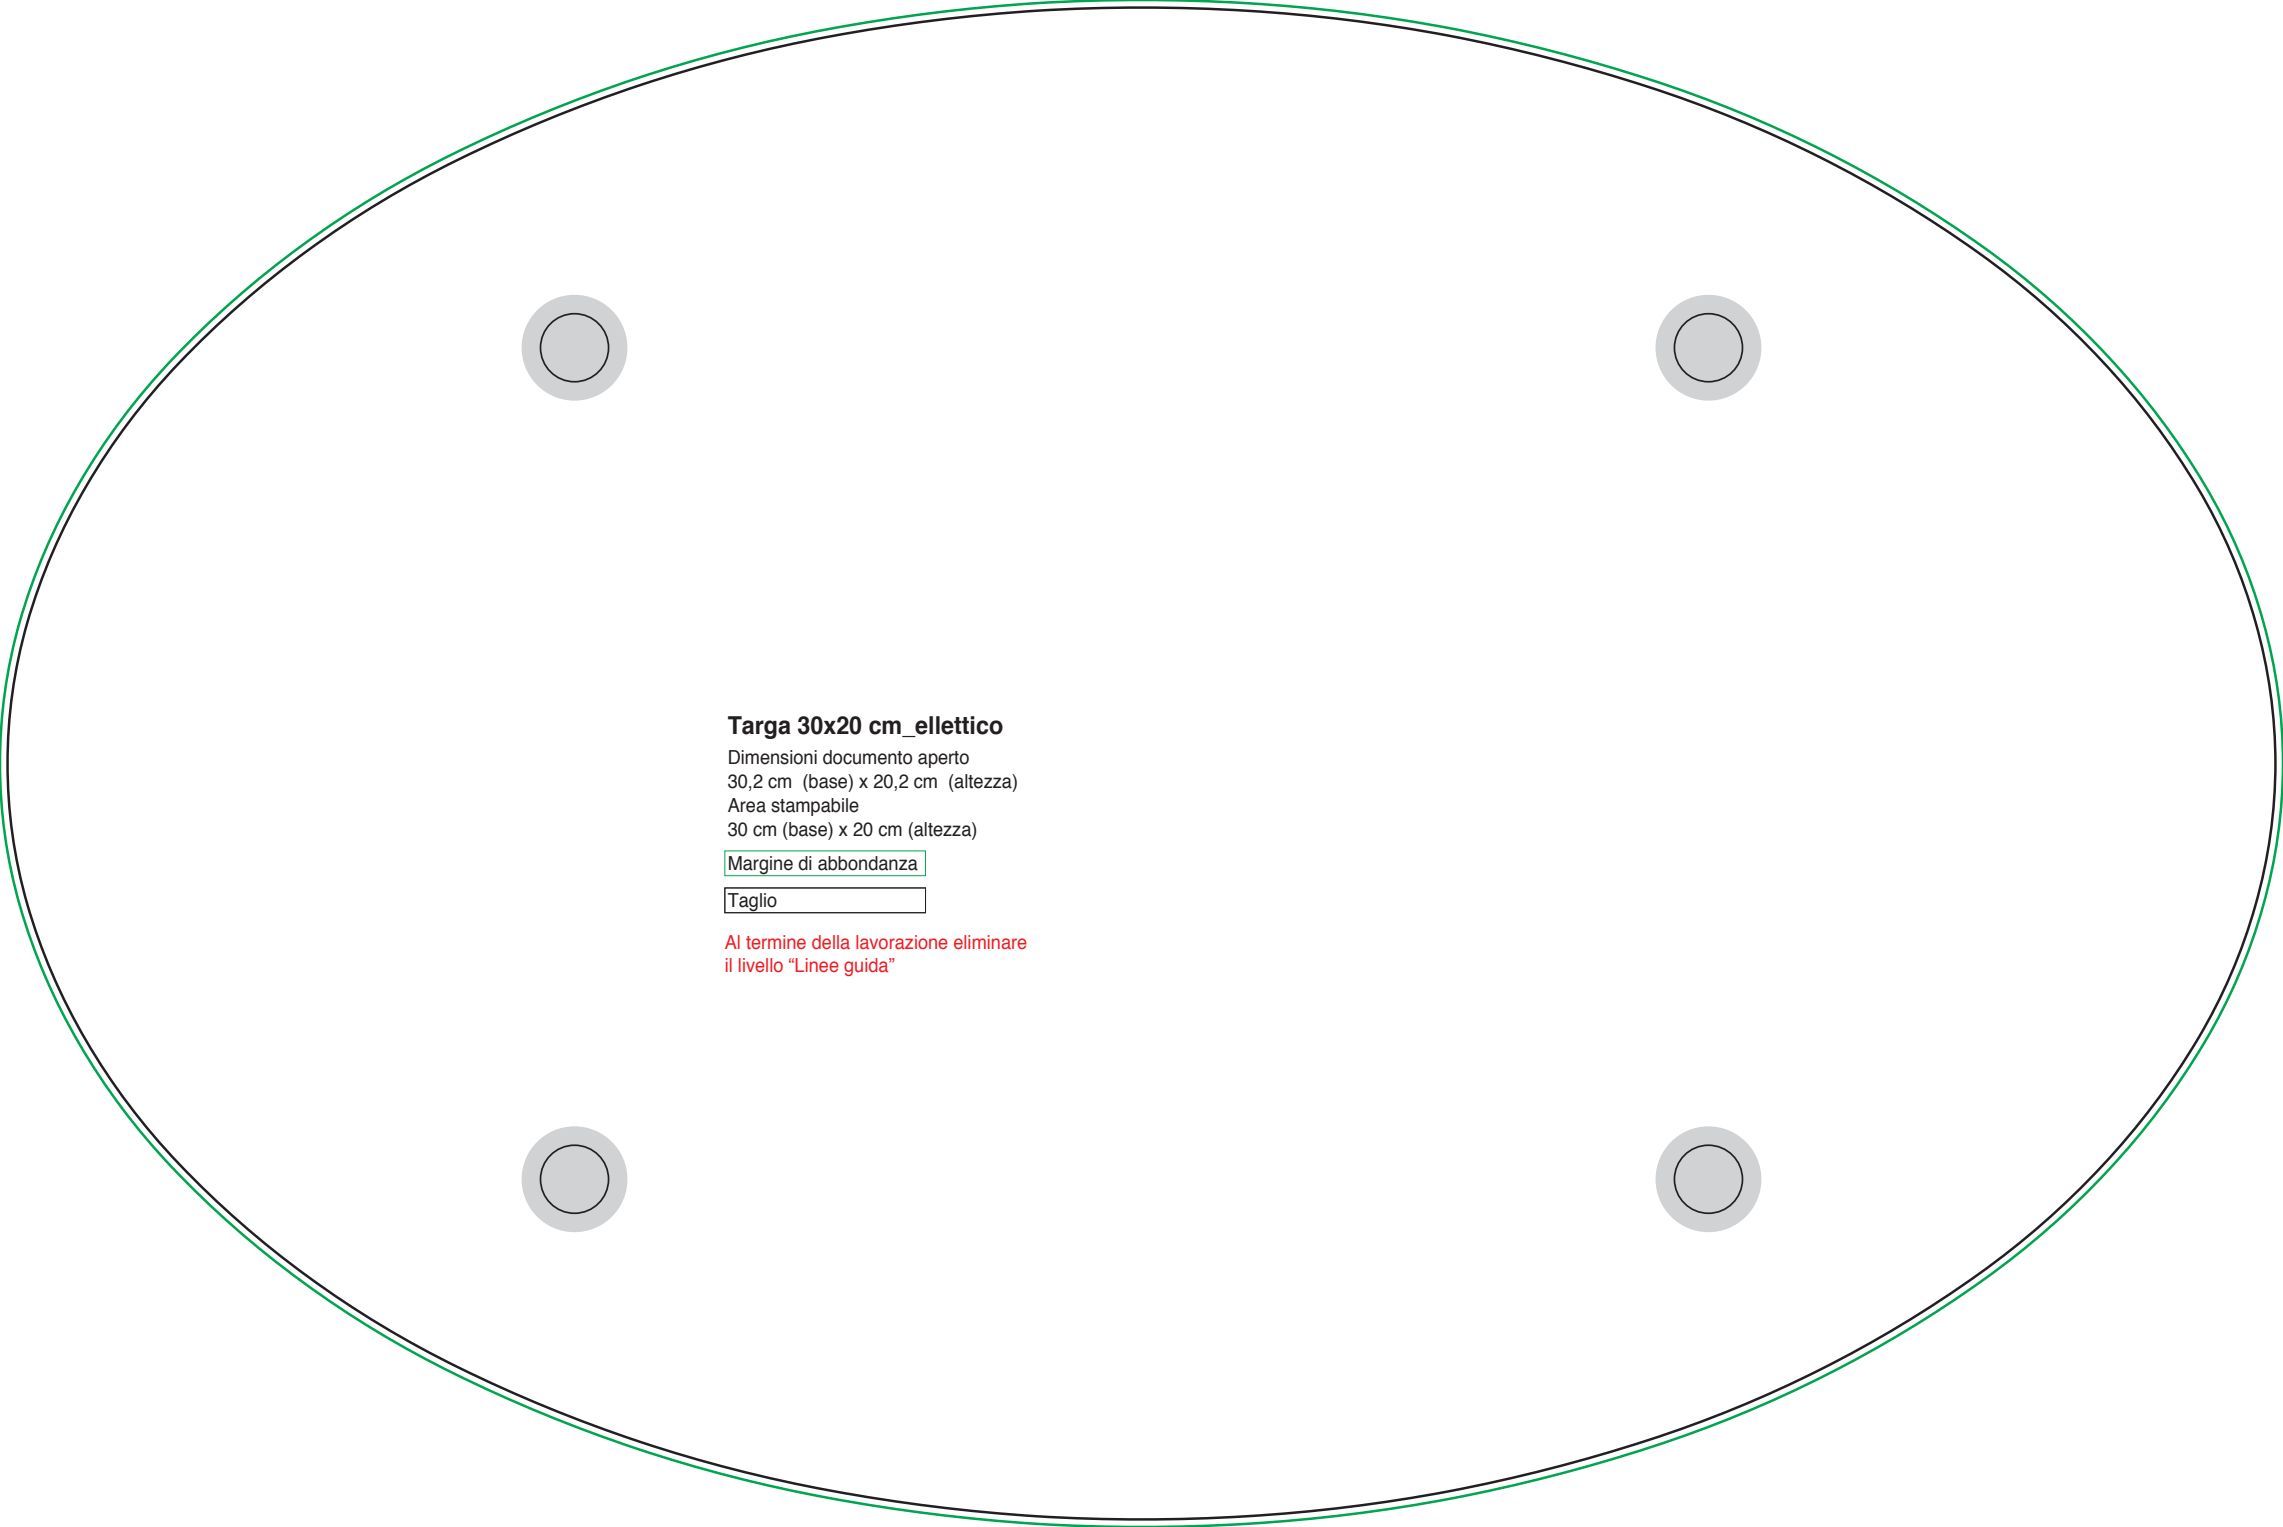 Targa 30x20 cm_ellettico
Dimensioni documento aperto
30,2 cm  (base) x 20,2 cm  (altezza)
Area stampabile
30 cm (base) x 20 cm (altezza)
Margine di abbondanza
Taglio
Al termine della lavorazione eliminare
il livello “Linee guida”